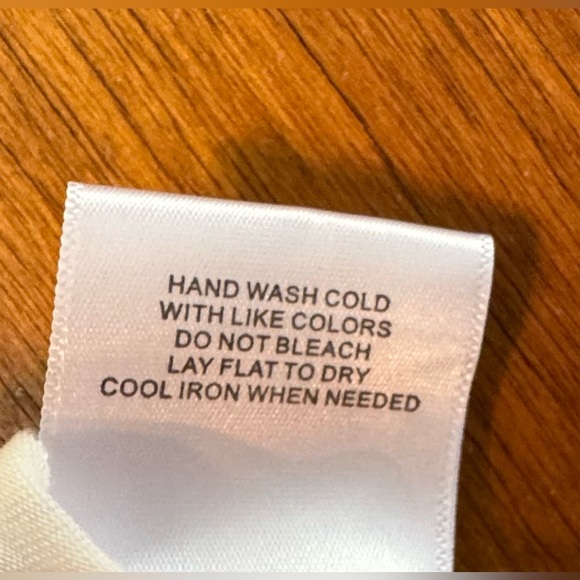 HAND WASH COLD
WITH LIKE COLORS
DO NOT BLEACH
LAY FLAT TO DRY
COOL IRON WHEN NEEDED